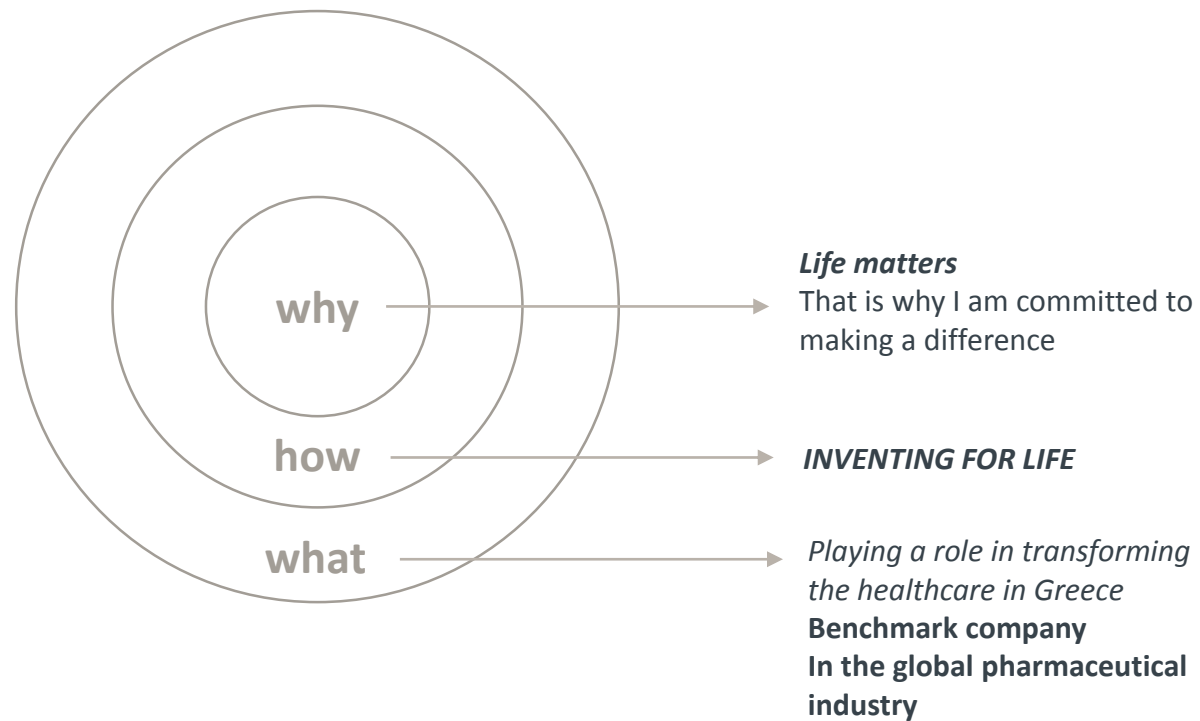 why
Life matters
That is why I am committed to
making a difference
how
INVENTING FOR LIFE
what
Playing a role in transforming
the healthcare in Greece
Benchmark company
In the global pharmaceutical
industry